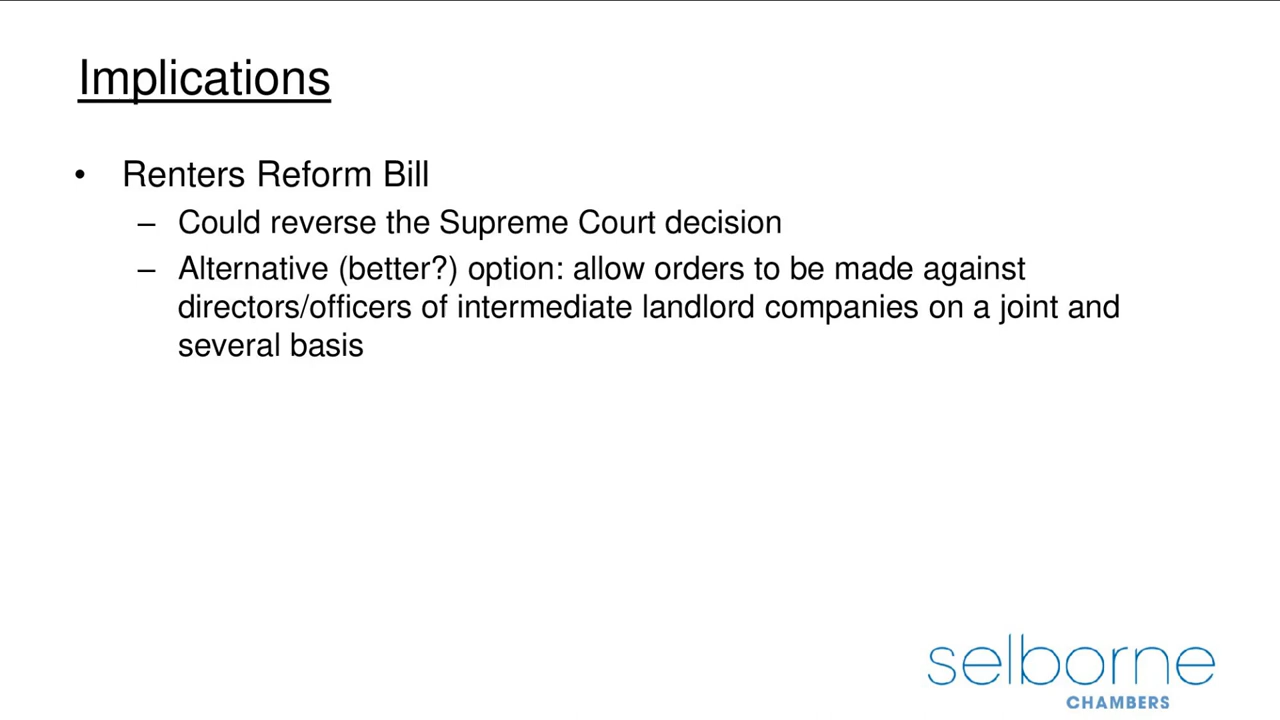 Implications
• Renters Reform Bill
– Could reverse the Supreme Court decision
– Alternative (better?) option: allow orders to be made against
directors/officers of intermediate landlord companies on a joint and
several basis
selborne
CHAMBERS